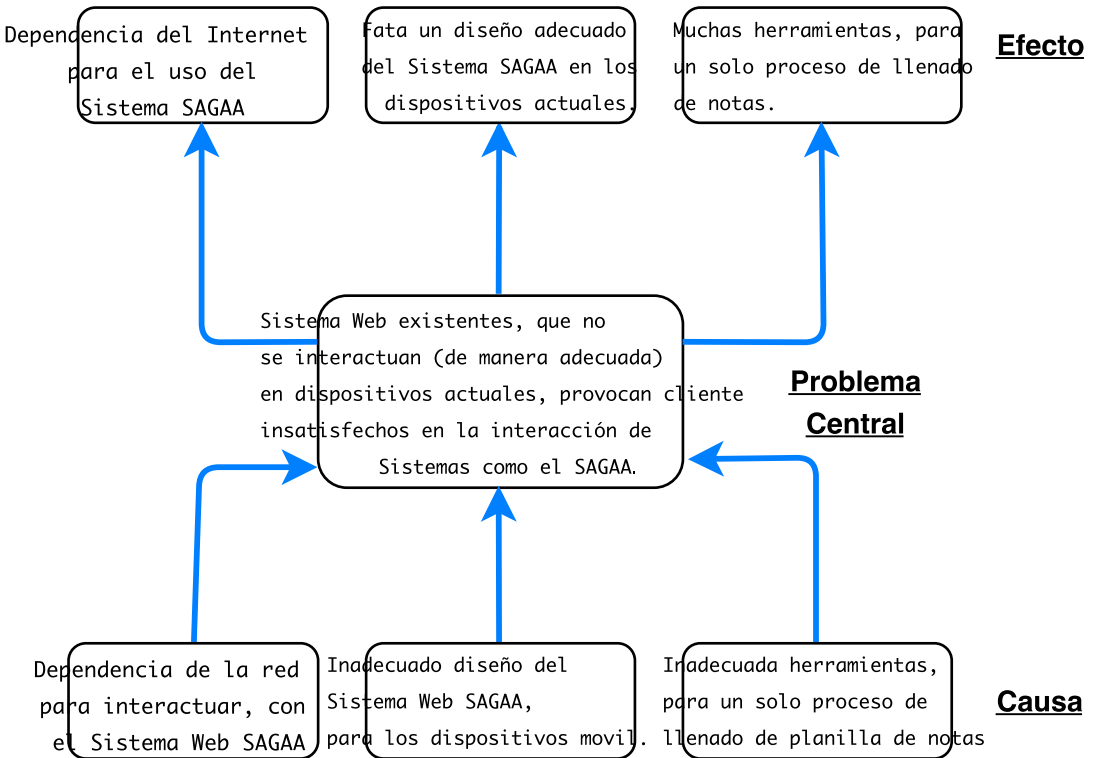 Dependencia del Internet
para el uso del
Sistema SAGAA
Fata un diseño adecuado
del Sistema SAGAA en los
dispositivos actuales.
Muchas herramientas, para
un solo proceso de llenado
de notas.
Efecto
Sistema Web existentes, que no
se interactuan (de manera adecuada)
en dispositivos actuales, provocan cliente
insatisfechos en la interacción de
Sistemas como el SAGAA.
Problema
Central
Dependencia de la red
para interactuar, con
el Sistema Web SAGAA
Inadecuado diseño del
Sistema Web SAGAA,
para los dispositivos movil.
Inadecuada herramientas,
para un solo proceso de
llenado de planilla de notas
Causa